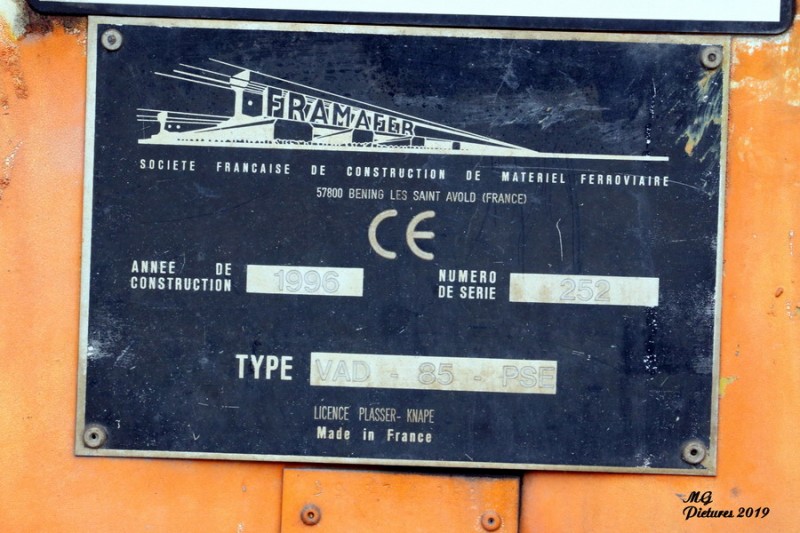 FRAMAFER
SOCIETE FRANCAISE DE CONSTRUCTION DE MATERIEL FERROVIAIRE
57800 BENING LES SAINT AVOLD (FRANCE)
CE
ANNEE DE CONSTRUCTION 1996
NUMERO DE SERIE 252
TYPE VAD - 85 - PSE
LICENCE PLASSER- KNAPE
Made in France
MG
Pictures 2019